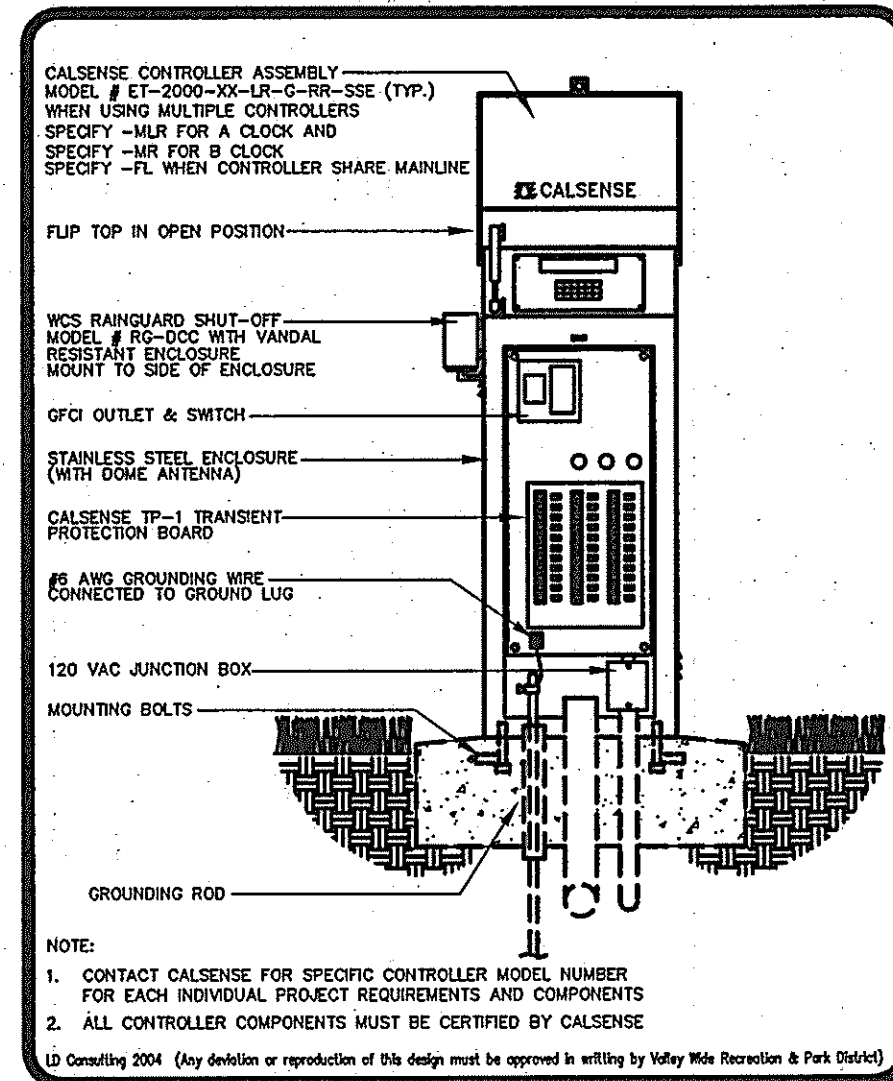 CALSENSE CONTROLLER ASSEMBLY
MODEL # ET-2000-XX-LR-G-RR-SSE (TYP.)
WHEN USING MULTIPLE CONTROLLERS
SPECIFY -MLR FOR A CLOCK AND
SPECIFY -MR FOR B CLOCK
SPECIFY -FL WHEN CONTROLLER SHARE MAINLINE
CALSENSE
FLIP TOP IN OPEN POSITION
WCS RAINGUARD SHUT-OFF
MODEL # RG-DCC WITH VANDAL
RESISTANT ENCLOSURE
MOUNT TO SIDE OF ENCLOSURE
GFCI OUTLET & SWITCH
STAINLESS STEEL ENCLOSURE
(WITH DOME ANTENNA)
CALSENSE TP-1 TRANSIENT
PROTECTION BOARD
#6 AWG GROUNDING WIRE
CONNECTED TO GROUND LUG
120 VAC JUNCTION BOX
MOUNTING BOLTS
GROUNDING ROD
NOTE:
1. CONTACT CALSENSE FOR SPECIFIC CONTROLLER MODEL NUMBER
FOR EACH INDIVIDUAL PROJECT REQUIREMENTS AND COMPONENTS
2. ALL CONTROLLER COMPONENTS MUST BE CERTIFIED BY CALSENSE
LD Consulting 2004 (Any deviation or reproduction of this design must be approved in writting by Valley Wide Recreation & Park District)